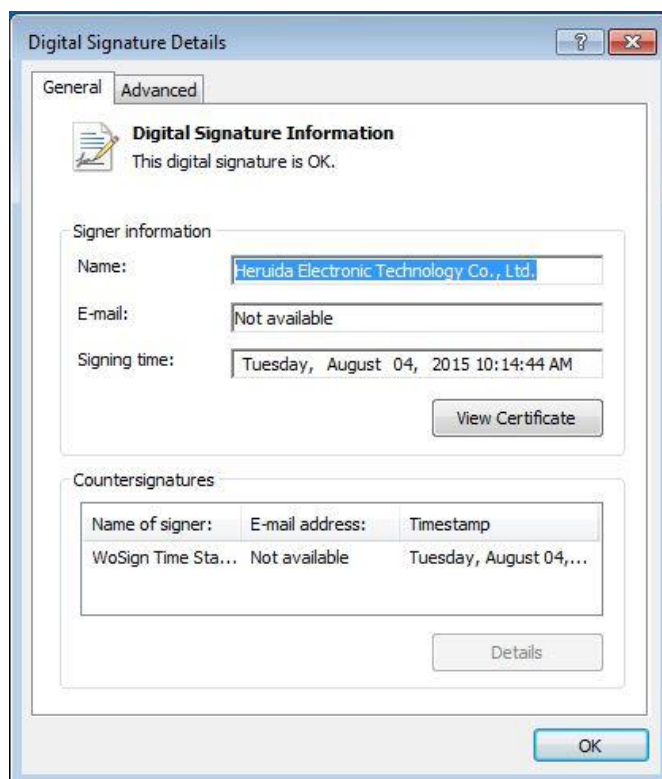 Digital Signature Details
General Advanced
Digital Signature Information
This digital signature is OK.
Signer information
Name: Heruida Electronic Technology Co., Ltd.
E-mail: Not available
Signing time: Tuesday, August 04, 2015 10:14:44 AM
View Certificate
Countersignatures
Name of signer: E-mail address: Timestamp
WoSign Time Sta... Not available Tuesday, August 04,...
Details
OK